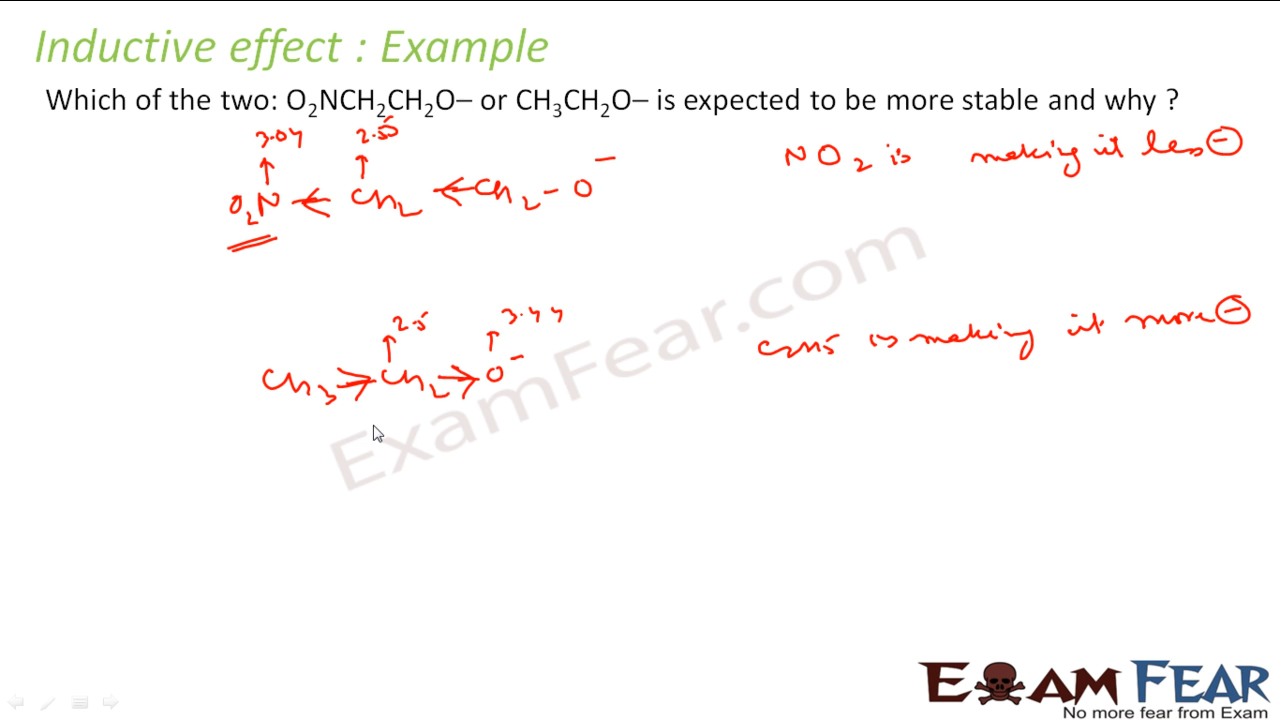 Inductive effect : Example
Which of the two: O₂NCH₂CH₂O– or CH₃CH₂O– is expected to be more stable and why ?
3.04 2.55
O₂N ← CH₂ ← CH₂ - O⁻
NO₂ is making it less ⊖
2.5 3.44
CH₃ → CH₂ → O⁻
C2H5 is making it more ⊖
ExamFear.com
EXAM FEAR
No more fear from Exam